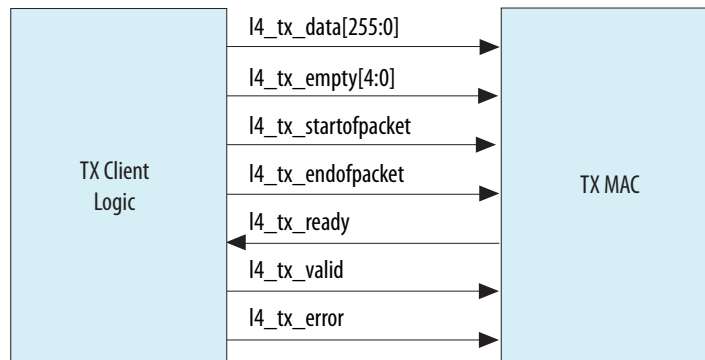 l4_tx_data[255:0]
l4_tx_empty[4:0]
l4_tx_startofpacket
TX Client
Logic
l4_tx_endofpacket
TX MAC
l4_tx_ready
l4_tx_valid
l4_tx_error